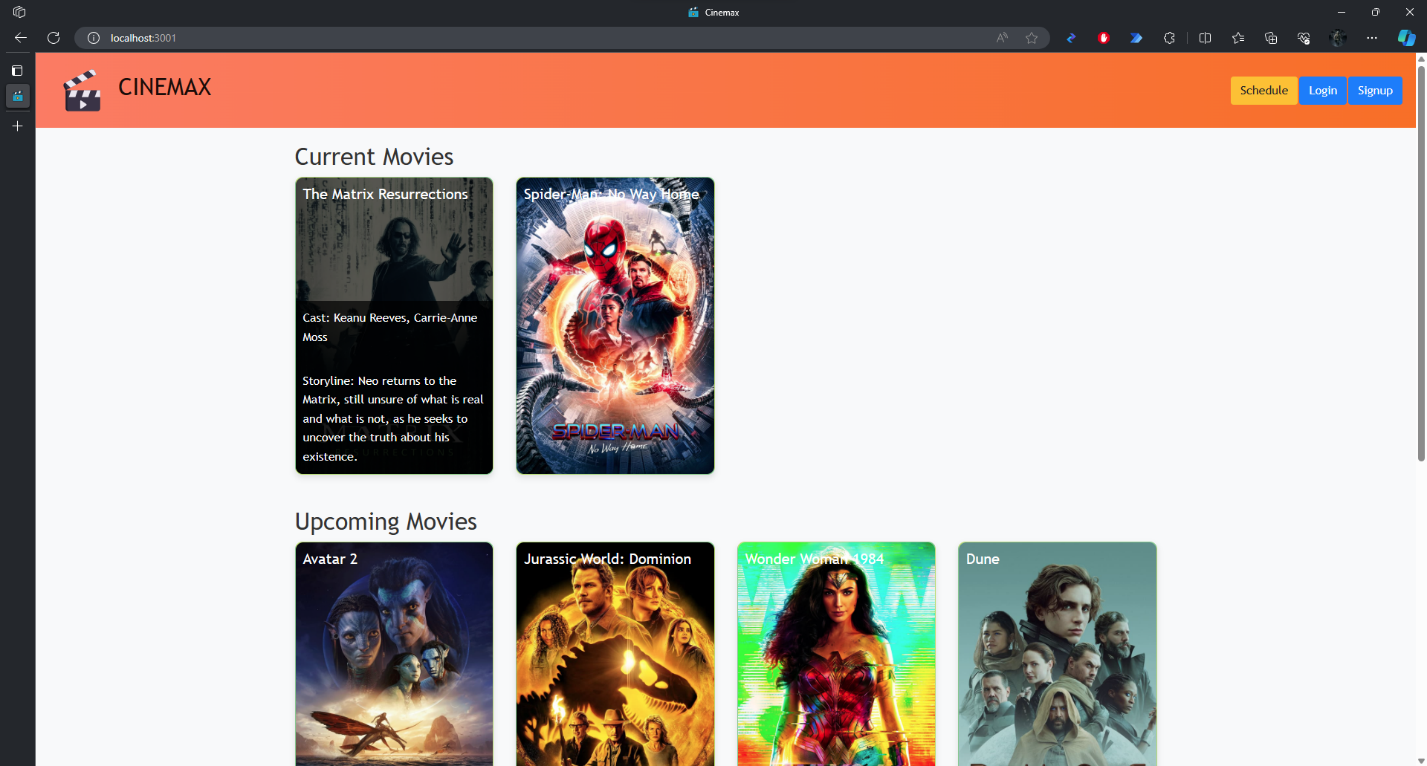 Cinemax
localhost:3001
CINEMAX
Schedule
Login
Signup
Current Movies
The Matrix Resurrections
Spider-Man: No Way Home
Cast: Keanu Reeves, Carrie-Anne
Moss
Storyline: Neo returns to the
Matrix, still unsure of what is real
and what is not, as he seeks to
uncover the truth about his
existence.
SPIDER-MAN
No Way Home
Upcoming Movies
Avatar 2
Jurassic World: Dominion
Wonder Woman 1984
Dune